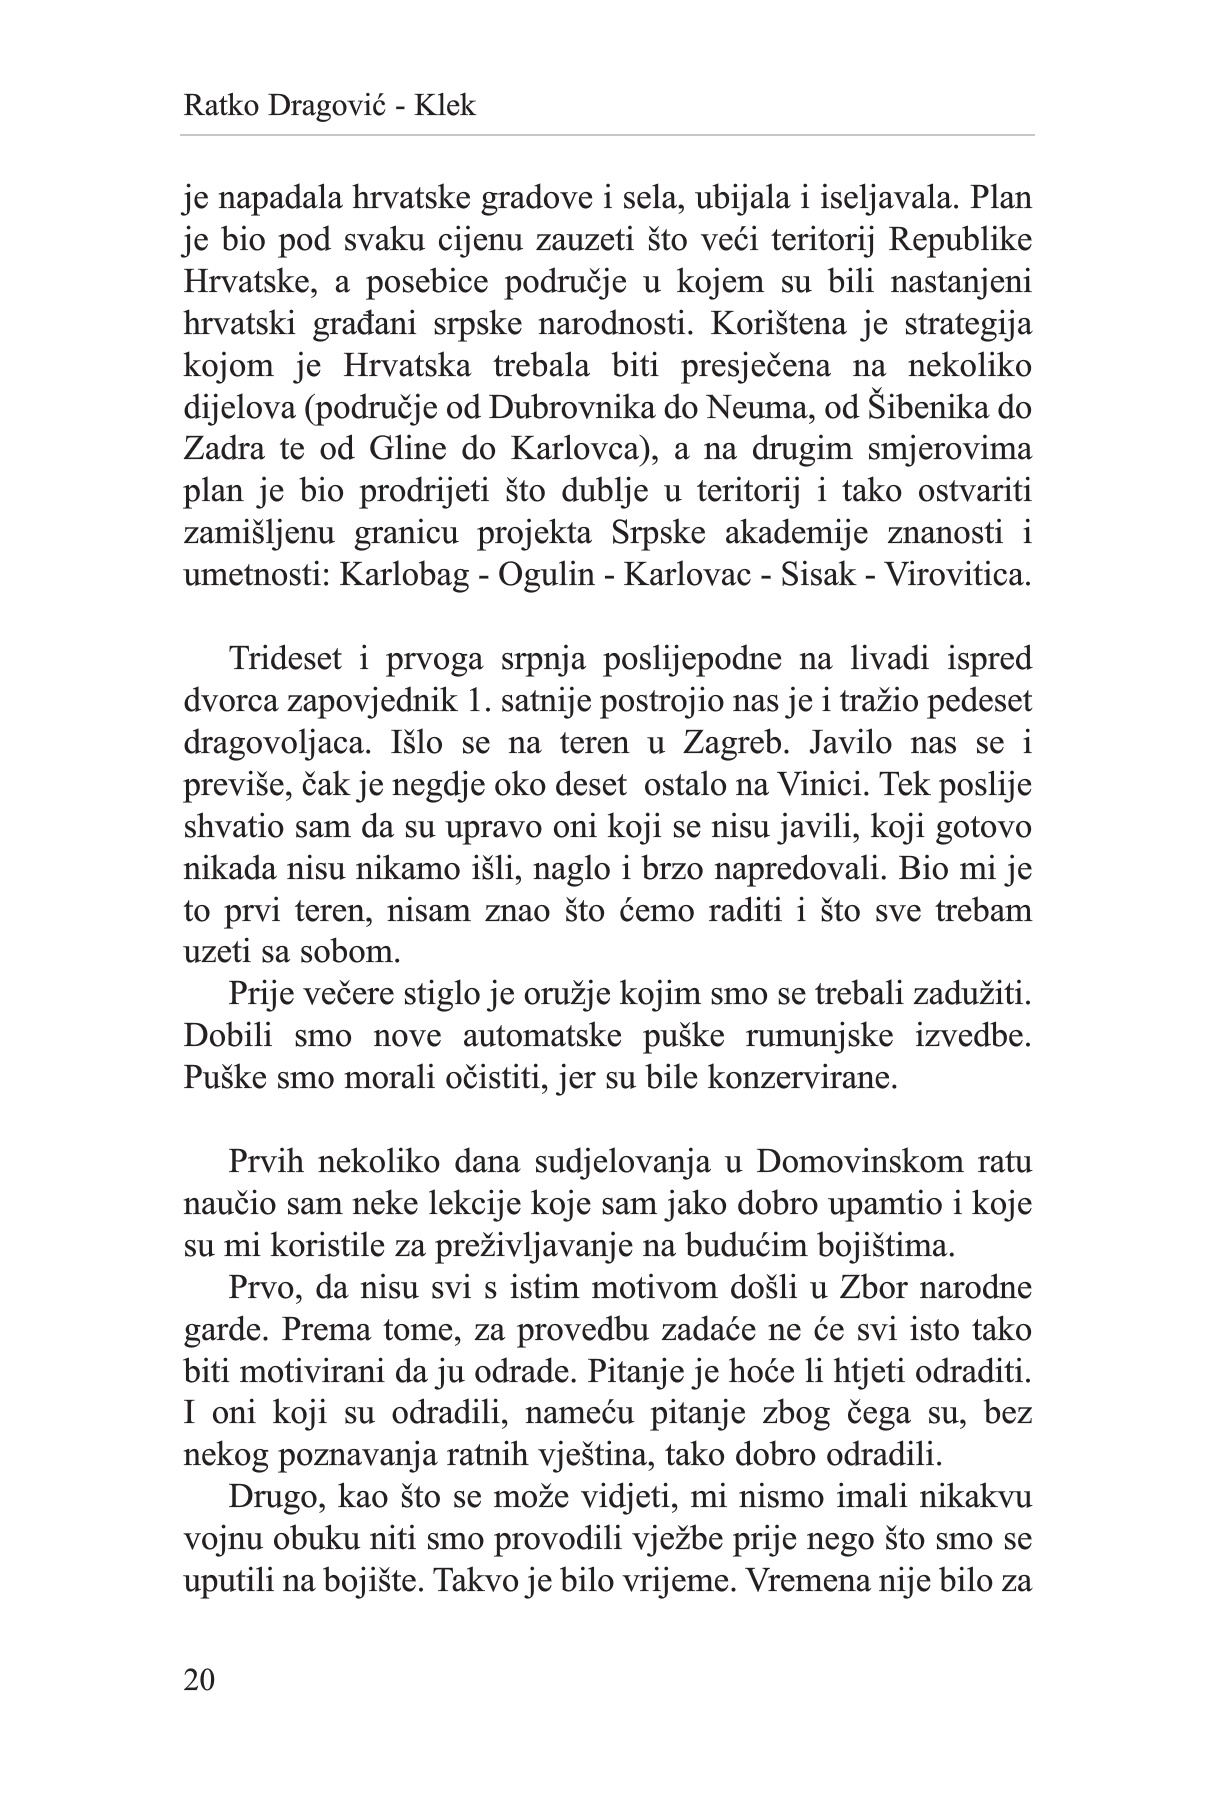 Ratko Dragović - Klek
je napadala hrvatske gradove i sela, ubijala i iseljavala. Plan
je bio pod svaku cijenu zauzeti što veći teritorij Republike
Hrvatske, a posebice područje u kojem su bili nastanjeni
hrvatski građani srpske narodnosti. Korištena je strategija
kojom je Hrvatska trebala biti presječena na nekoliko
dijelova (područje od Dubrovnika do Neuma, od Šibenika do
Zadra te od Gline do Karlovca), a na drugim smjerovima
plan je bio prodrijeti što dublje u teritorij i tako ostvariti
zamišljenu granicu projekta Srpske akademije znanosti i
umetnosti: Karlobag - Ogulin - Karlovac - Sisak - Virovitica.
Trideset i prvoga srpnja poslijepodne na livadi ispred
dvorca zapovjednik 1. satnije postrojio nas je i tražio pedeset
dragovoljaca. Išlo se na teren u Zagreb. Javilo nas se i
previše, čak je negdje oko deset  ostalo na Vinici. Tek poslije
shvatio sam da su upravo oni koji se nisu javili, koji gotovo
nikada nisu nikamo išli, naglo i brzo napredovali. Bio mi je
to prvi teren, nisam znao što ćemo raditi i što sve trebam
uzeti sa sobom.
Prije večere stiglo je oružje kojim smo se trebali zadužiti.
Dobili smo nove automatske puške rumunjske izvedbe.
Puške smo morali očistiti, jer su bile konzervirane.
Prvih nekoliko dana sudjelovanja u Domovinskom ratu
naučio sam neke lekcije koje sam jako dobro upamtio i koje
su mi koristile za preživljavanje na budućim bojištima.
Prvo, da nisu svi s istim motivom došli u Zbor narodne
garde. Prema tome, za provedbu zadaće ne će svi isto tako
biti motivirani da ju odrade. Pitanje je hoće li htjeti odraditi.
I oni koji su odradili, nameću pitanje zbog čega su, bez
nekog poznavanja ratnih vještina, tako dobro odradili.
Drugo, kao što se može vidjeti, mi nismo imali nikakvu
vojnu obuku niti smo provodili vježbe prije nego što smo se
uputili na bojište. Takvo je bilo vrijeme. Vremena nije bilo za
20